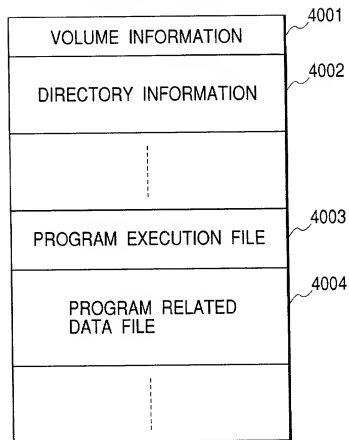 4001
VOLUME INFORMATION
4002
DIRECTORY INFORMATION
4003
PROGRAM EXECUTION FILE
4004
PROGRAM RELATED
DATA FILE